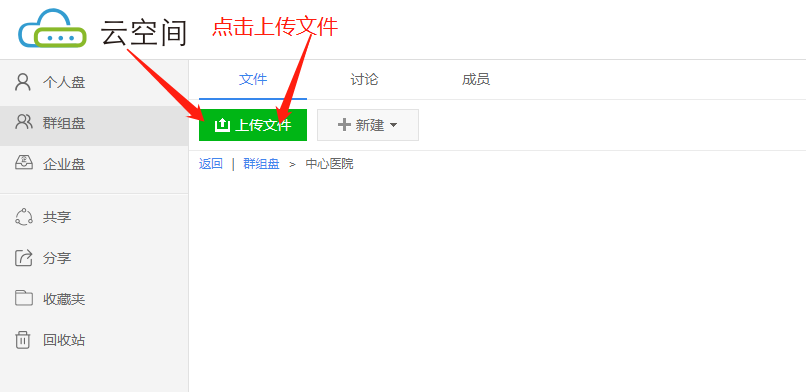 云空间
点击上传文件
个人盘
群组盘
企业盘
共享
分享
收藏夹
回收站
文件 讨论 成员
上传文件 新建
返回 | 群组盘 > 中心医院